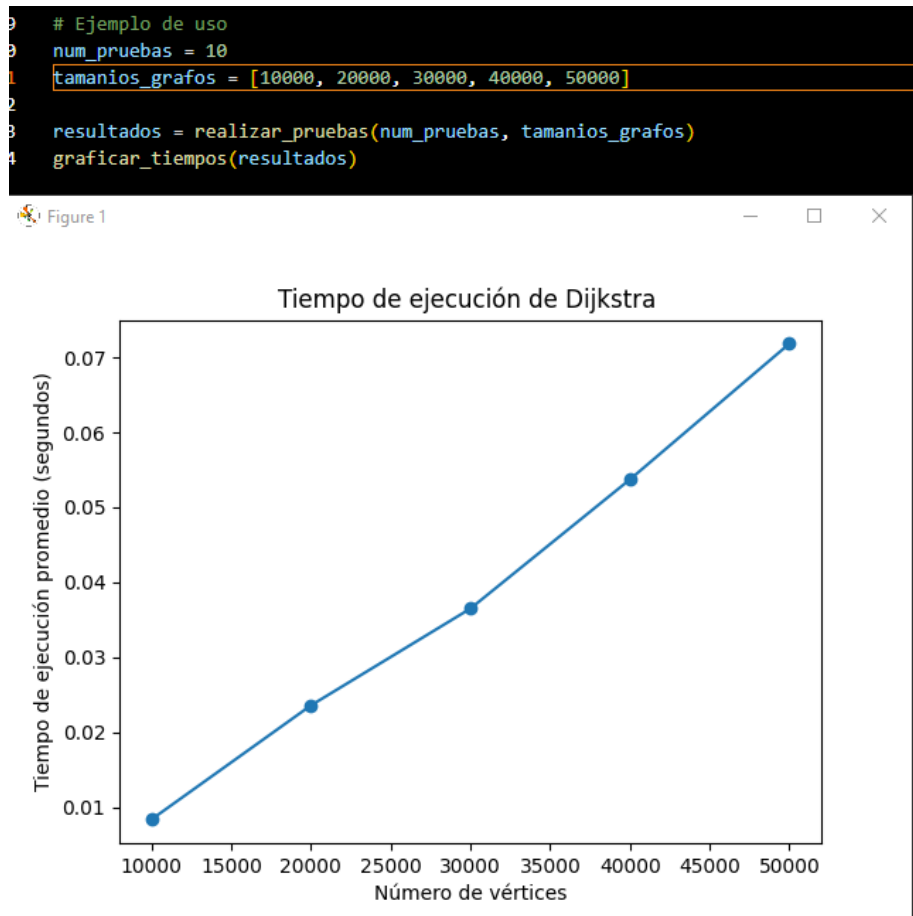 9 # Ejemplo de uso
0 num_pruebas = 10
1 tamanios_grafos = [10000, 20000, 30000, 40000, 50000]
2
3 resultados = realizar_pruebas(num_pruebas, tamanios_grafos)
4 graficar_tiempos(resultados)
Figure 1
Tiempo de ejecución de Dijkstra
Tiempo de ejecución promedio (segundos)
0.07
0.06
0.05
0.04
0.03
0.02
0.01
10000 15000 20000 25000 30000 35000 40000 45000 50000
Número de vértices